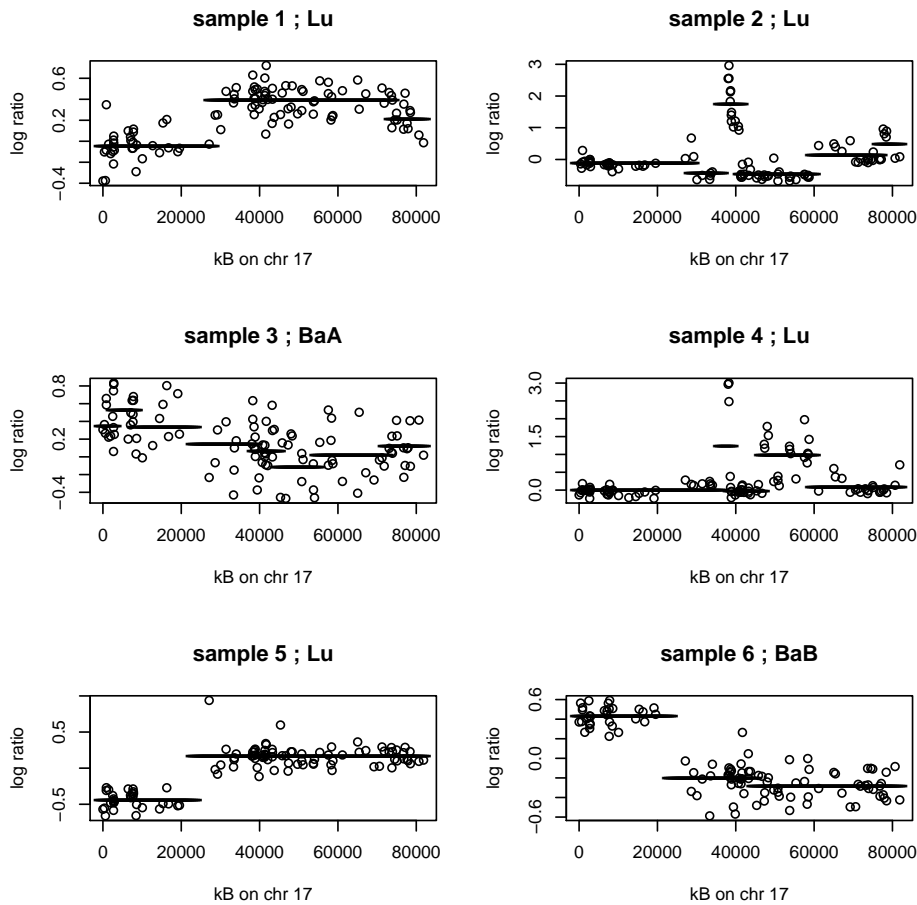 sample 1 ; Lu
log ratio
−0.4 0.2 0.6
0 20000 40000 60000 80000
kB on chr 17
sample 2 ; Lu
log ratio
0 1 2 3
0 20000 40000 60000 80000
kB on chr 17
sample 3 ; BaA
log ratio
−0.4 0.2 0.8
0 20000 40000 60000 80000
kB on chr 17
sample 4 ; Lu
log ratio
0.0 1.5 3.0
0 20000 40000 60000 80000
kB on chr 17
sample 5 ; Lu
log ratio
−0.5 0.5
0 20000 40000 60000 80000
kB on chr 17
sample 6 ; BaB
log ratio
−0.6 0.0 0.6
0 20000 40000 60000 80000
kB on chr 17